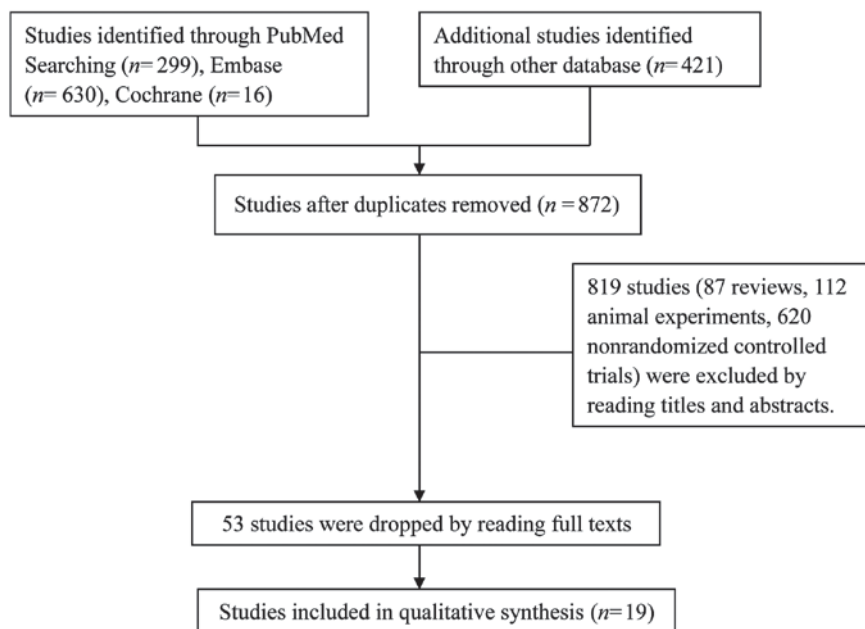 Studies identified through PubMed
Searching (n=299), Embase
(n= 630), Cochrane (n=16)
Additional studies identified
through other database (n=421)
Studies after duplicates removed (n = 872)
819 studies (87 reviews, 112
animal experiments, 620
nonrandomized controlled
trials) were excluded by
reading titles and abstracts.
53 studies were dropped by reading full texts
Studies included in qualitative synthesis (n=19)